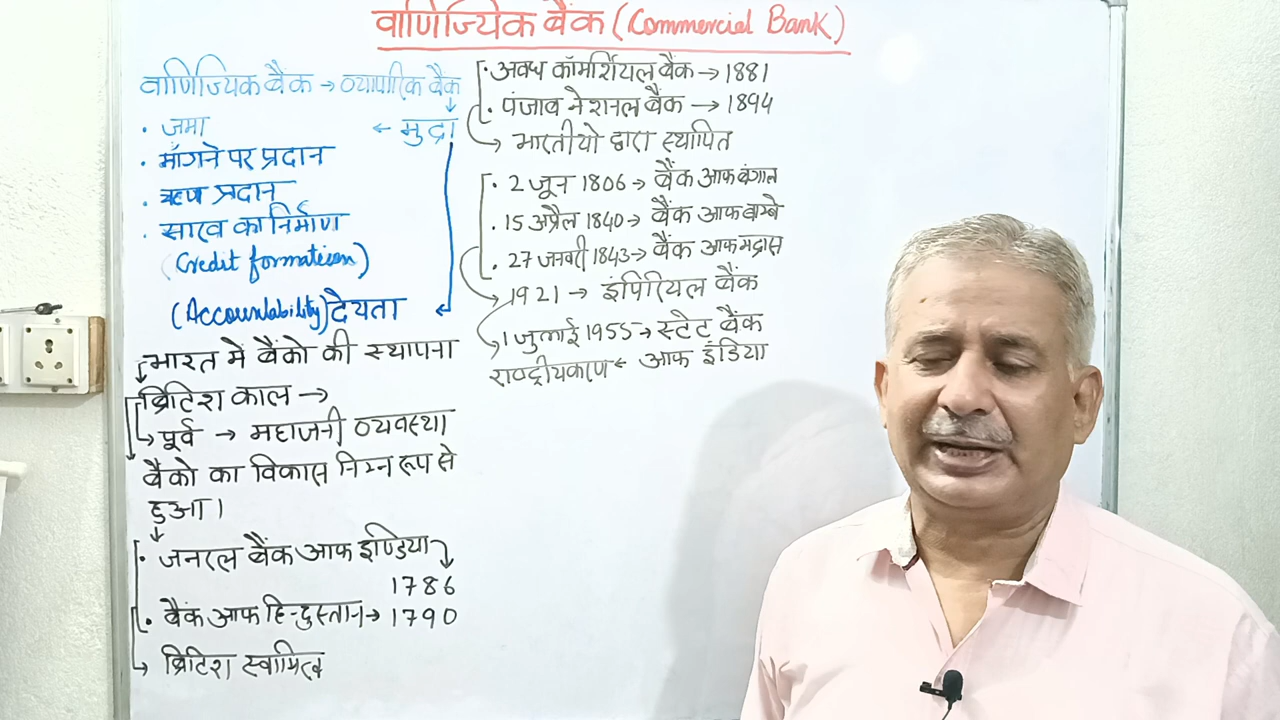 वाणिज्यिक बैंक (Commercial Bank)
वाणिज्यिक बैंक → व्यापारिक बैंक
← मुद्रा
· जमा
· माँगने पर प्रदान
· ऋण प्रदान
· साख का निर्माण
(Credit formation)
(Accountability) देयता
भारत मे बैंको की स्थापना
ब्रिटिश काल →
पूर्व → महाजनी व्यवस्था
बैंको का विकास निम्न रूप से
हुआ।
· जनरल बैंक आफ इण्डिया
1786
· बैंक आफ हिन्दुस्तान → 1790
→ ब्रिटिश स्वामित्व
· अवध कॉमर्शियल बैंक → 1881
· पंजाब नेशनल बैंक → 1894
→ भारतीयो द्वारा स्थापित
· 2 जून 1806 → बैंक आफ बंगाल
· 15 अप्रैल 1840 → बैंक आफ बाम्बे
· 27 जनवरी 1843 → बैंक आफ मद्रास
→ 1921 → इंपिरियल बैंक
1 जुलाई 1955 → स्टेट बैंक
राष्ट्रीयकरण ← आफ इंडिया